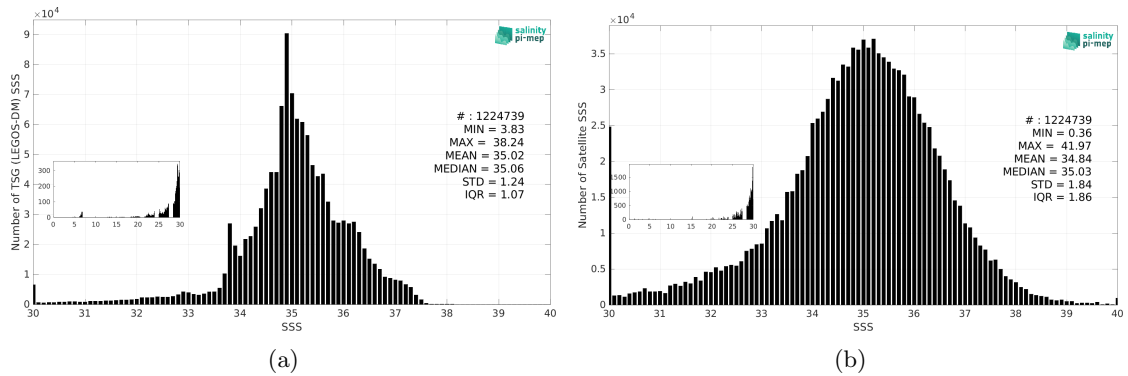 ×10⁴
9
8
7
6
5
4
3
2
1
0
Number of TSG (LEGOS-DM) SSS
salinity
pi-mep
# : 1224739
MIN = 3.83
MAX = 38.24
MEAN = 35.02
MEDIAN = 35.06
STD = 1.24
IQR = 1.07
300
200
100
0
0 5 10 15 20 25 30
30 31 32 33 34 35 36 37 38 39 40
SSS
(a)
×10⁴
3.5
3
2.5
2
1.5
1
0.5
0
Number of Satellite SSS
salinity
pi-mep
# : 1224739
MIN = 0.36
MAX = 41.97
MEAN = 34.84
MEDIAN = 35.03
STD = 1.84
IQR = 1.86
1500
1000
500
0
0 5 10 15 20 25 30
30 31 32 33 34 35 36 37 38 39 40
SSS
(b)